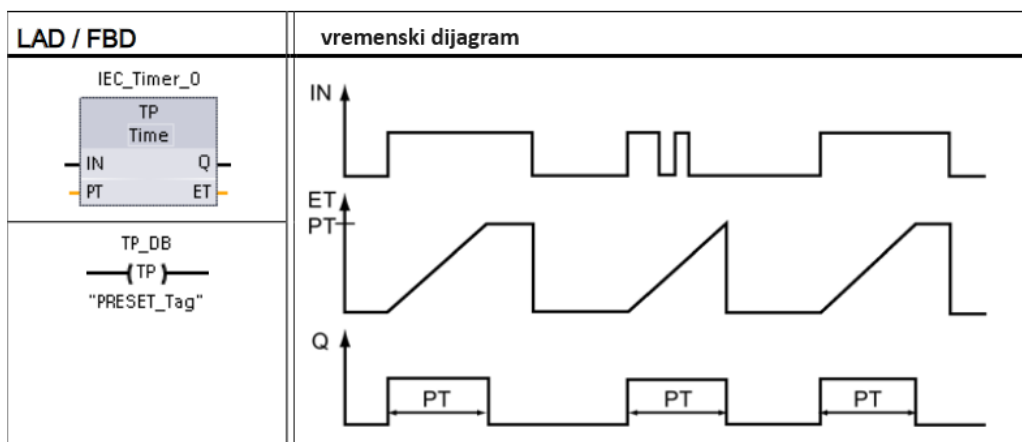 LAD / FBD
vremenski dijagram
IEC_Timer_0
TP
Time
IN Q
PT ET
TP_DB
TP
"PRESET_Tag"
IN
ET
PT
Q
PT PT PT